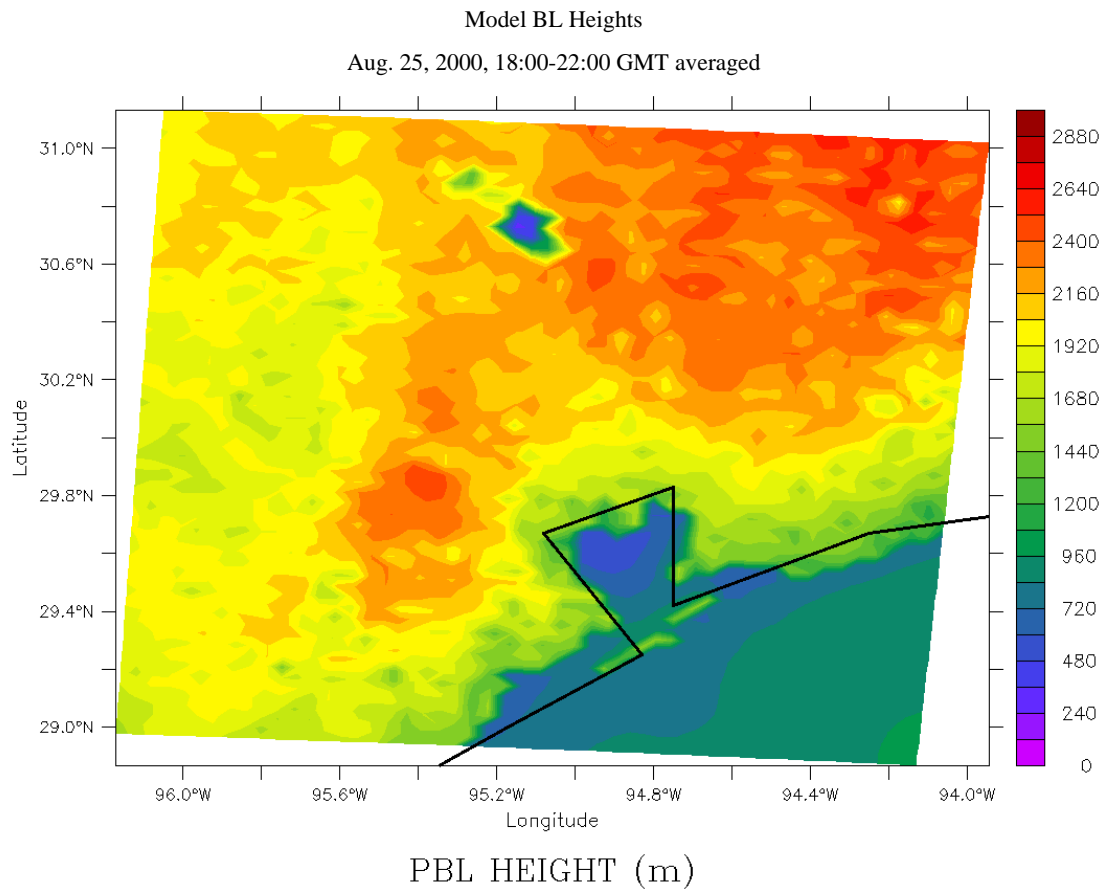 Model BL Heights
Aug. 25, 2000, 18:00-22:00 GMT averaged
31.0°N
30.6°N
30.2°N
29.8°N
29.4°N
29.0°N
Latitude
96.0°W 95.6°W 95.2°W 94.8°W 94.4°W 94.0°W
Longitude
2880
2640
2400
2160
1920
1680
1440
1200
960
720
480
240
0
PBL HEIGHT (m)